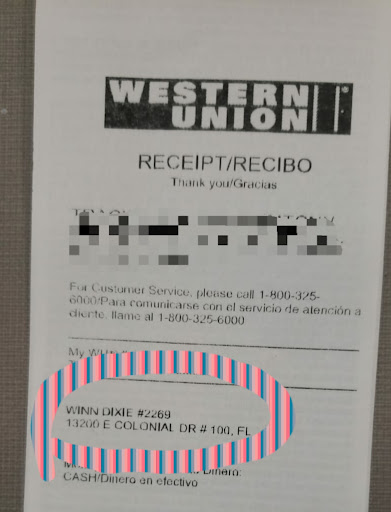 WESTERN
UNION
RECEIPT/RECIBO
Thank you/Gracias
For Customer Service, please call 1-800-325-
6000/Para comunicarse con el servicio de atención a
cliente, llame al 1-800-325-6000
My
WINN DIXIE #2269
13200 E COLONIAL DR # 100, FL
Dinero:
CASH/Dinero en efectivo